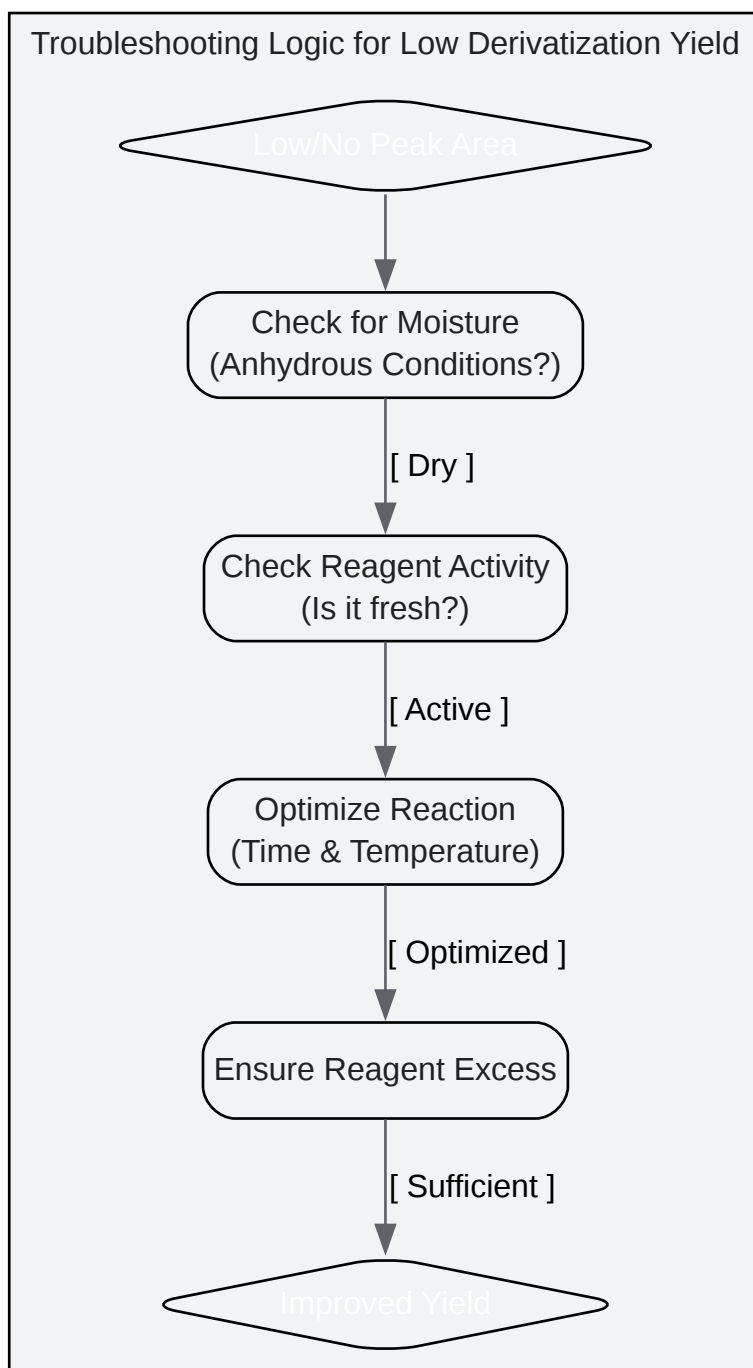 Troubleshooting Logic for Low Derivatization Yield
Low/No Peak Area
Check for Moisture
(Anhydrous Conditions?)
[ Dry ]
Check Reagent Activity
(Is it fresh?)
[ Active ]
Optimize Reaction
(Time & Temperature)
[ Optimized ]
Ensure Reagent Excess
[ Sufficient ]
Improved Yield